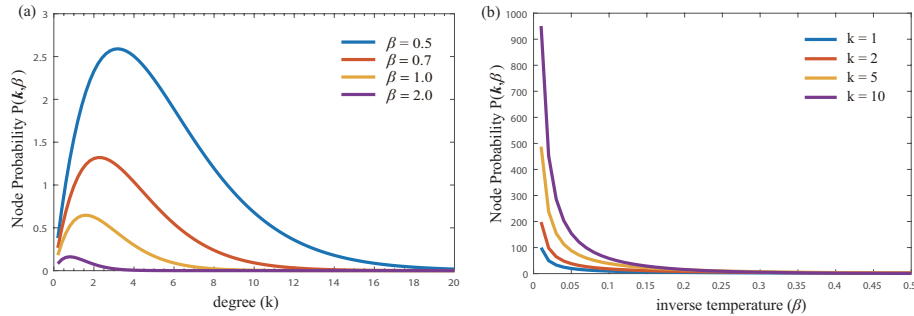 (a)
Node Probability P(k,β)
3
2.5
2
1.5
1
0.5
0
0 2 4 6 8 10 12 14 16 18 20
degree (k)
β = 0.5
β = 0.7
β = 1.0
β = 2.0
(b)
Node Probability P(k,β)
1000
900
800
700
600
500
400
300
200
100
0
0 0.05 0.1 0.15 0.2 0.25 0.3 0.35 0.4 0.45 0.5
inverse temperature (β)
k = 1
k = 2
k = 5
k = 10